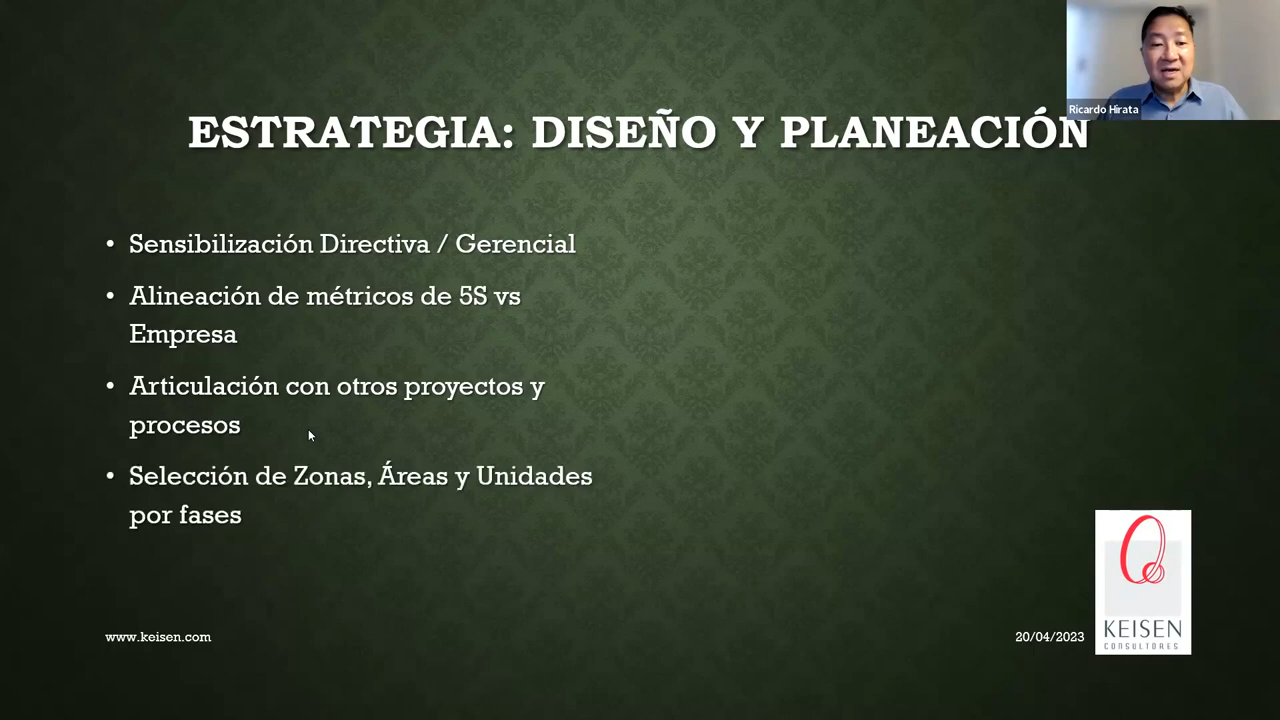 Ricardo Hirata
ESTRATEGIA: DISEÑO Y PLANEACIÓN
• Sensibilización Directiva / Gerencial
• Alineación de métricos de 5S vs
Empresa
• Articulación con otros proyectos y
procesos
• Selección de Zonas, Áreas y Unidades
por fases
www.keisen.com
20/04/2023
KEISEN
CONSULTORES